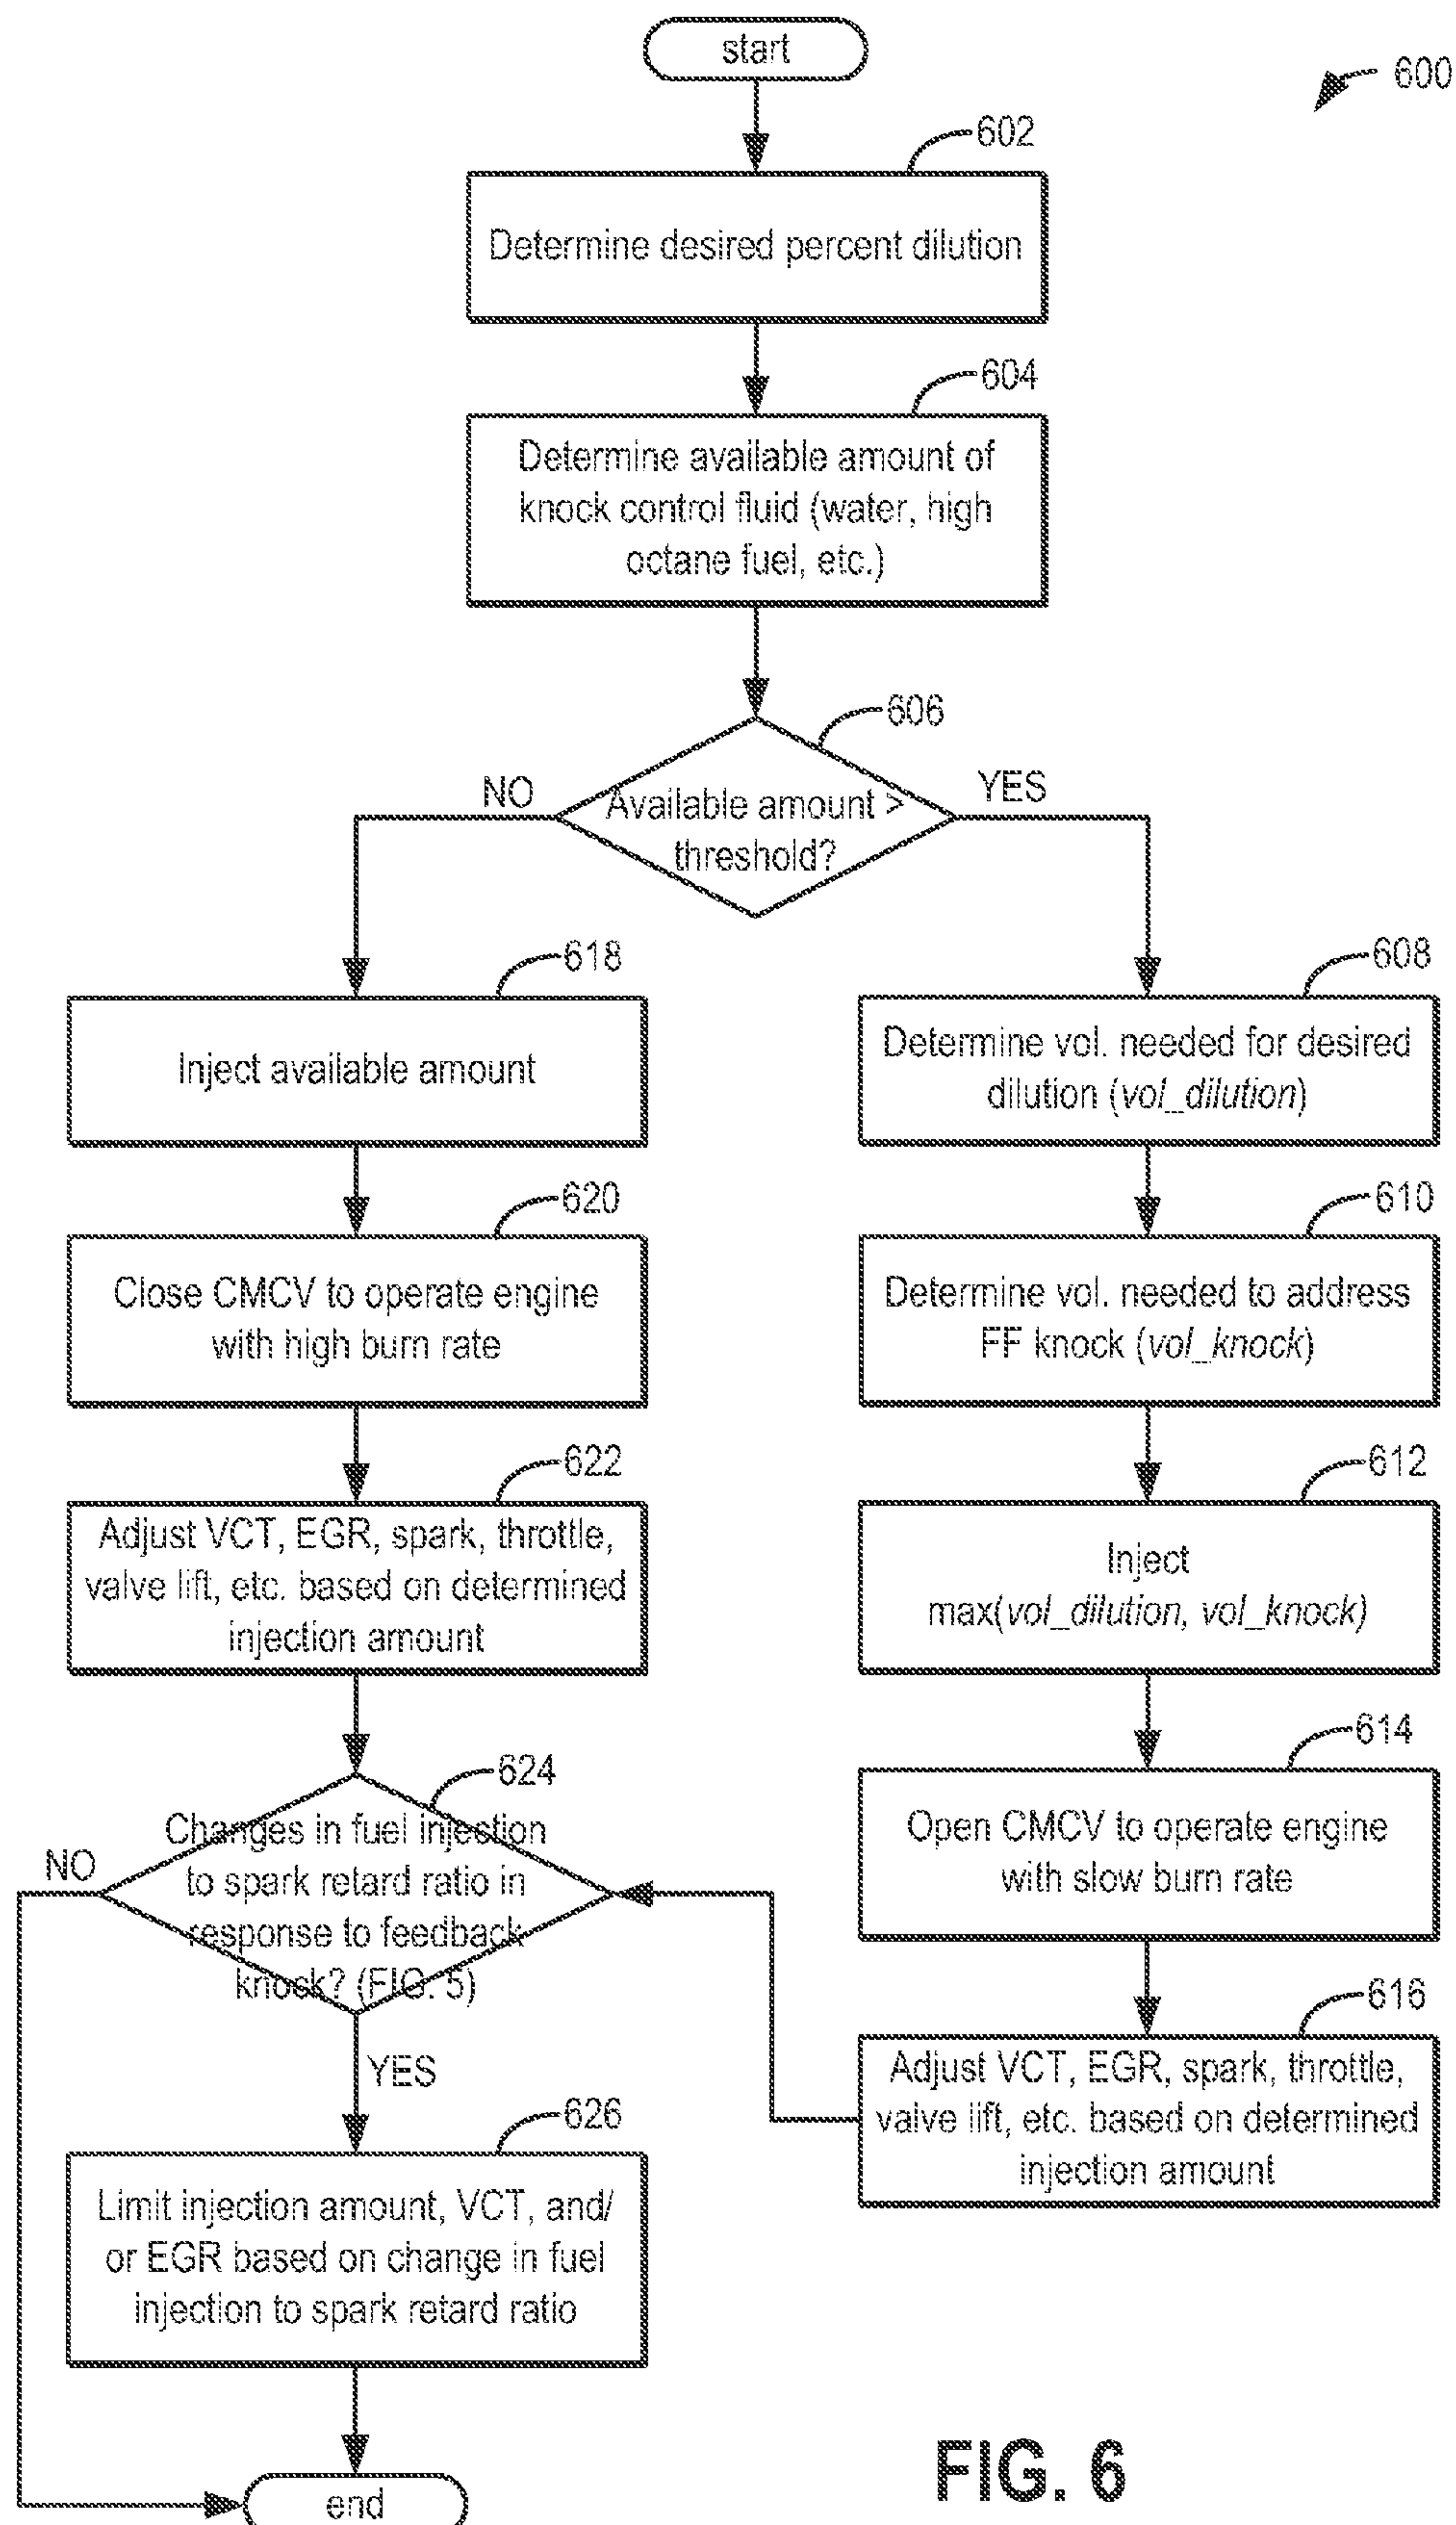 start
600
602
Determine desired percent dilution
604
Determine available amount of
knock control fluid (water, high
octane fuel, etc.)
606
NO
YES
Available amount >
threshold?
618
Inject available amount
620
Close CMCV to operate engine
with high burn rate
622
Adjust VCT, EGR, spark, throttle,
valve lift, etc. based on determined
injection amount
608
Determine vol. needed for desired
dilution (vol_dilution)
610
Determine vol. needed to address
FF knock (vol_knock)
612
Inject
max(vol_dilution, vol_knock)
614
Open CMCV to operate engine
with slow burn rate
616
Adjust VCT, EGR, spark, throttle,
valve lift, etc. based on determined
injection amount
624
Changes in fuel injection
to spark retard ratio in
response to feedback
knock? (FIG. 5)
NO
YES
626
Limit injection amount, VCT, and/
or EGR based on change in fuel
injection to spark retard ratio
end
FIG. 6